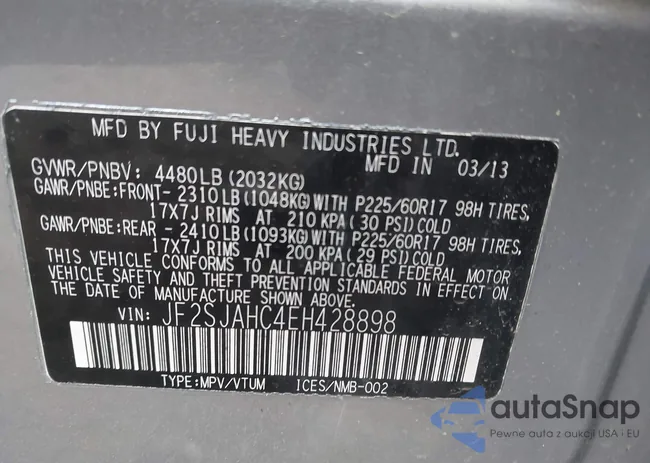 MFD BY FUJI HEAVY INDUSTRIES LTD.
MFD IN 03/13
GVWR/PNBV: 4480LB (2032KG)
GAWR/PNBE:FRONT-2310LB(1048KG)WITH P225/60R17 98H TIRES,
17X7J RIMS AT 210 KPA(30 PSI)COLD
GAWR/PNBE:REAR -2410LB(1093KG)WITH P225/60R17 98H TIRES,
17X7J RIMS AT 200 KPA(29 PSI)COLD
THIS VEHICLE CONFORMS TO ALL APPLICABLE FEDERAL MOTOR
VEHICLE SAFETY AND THEFT PREVENTION STANDARDS IN EFFECT ON
THE DATE OF MANUFACTURE SHOWN ABOVE.
VIN: JF2SJAHC4EH428898
TYPE:MPV/VTUM ICES/NMB-002
autaSnap
Pewne auta z aukcji USA i EU